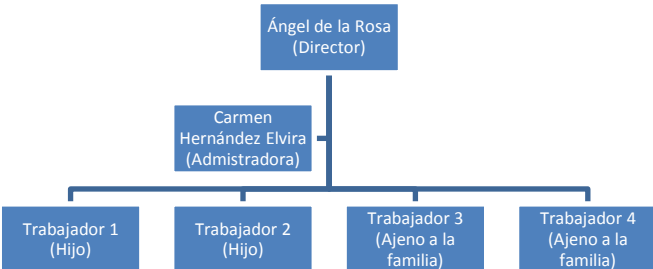 Ángel de la Rosa
(Director)
Carmen
Hernández Elvira
(Admistradora)
Trabajador 1
(Hijo)
Trabajador 2
(Hijo)
Trabajador 3
(Ajeno a la
familia)
Trabajador 4
(Ajeno a la
familia)